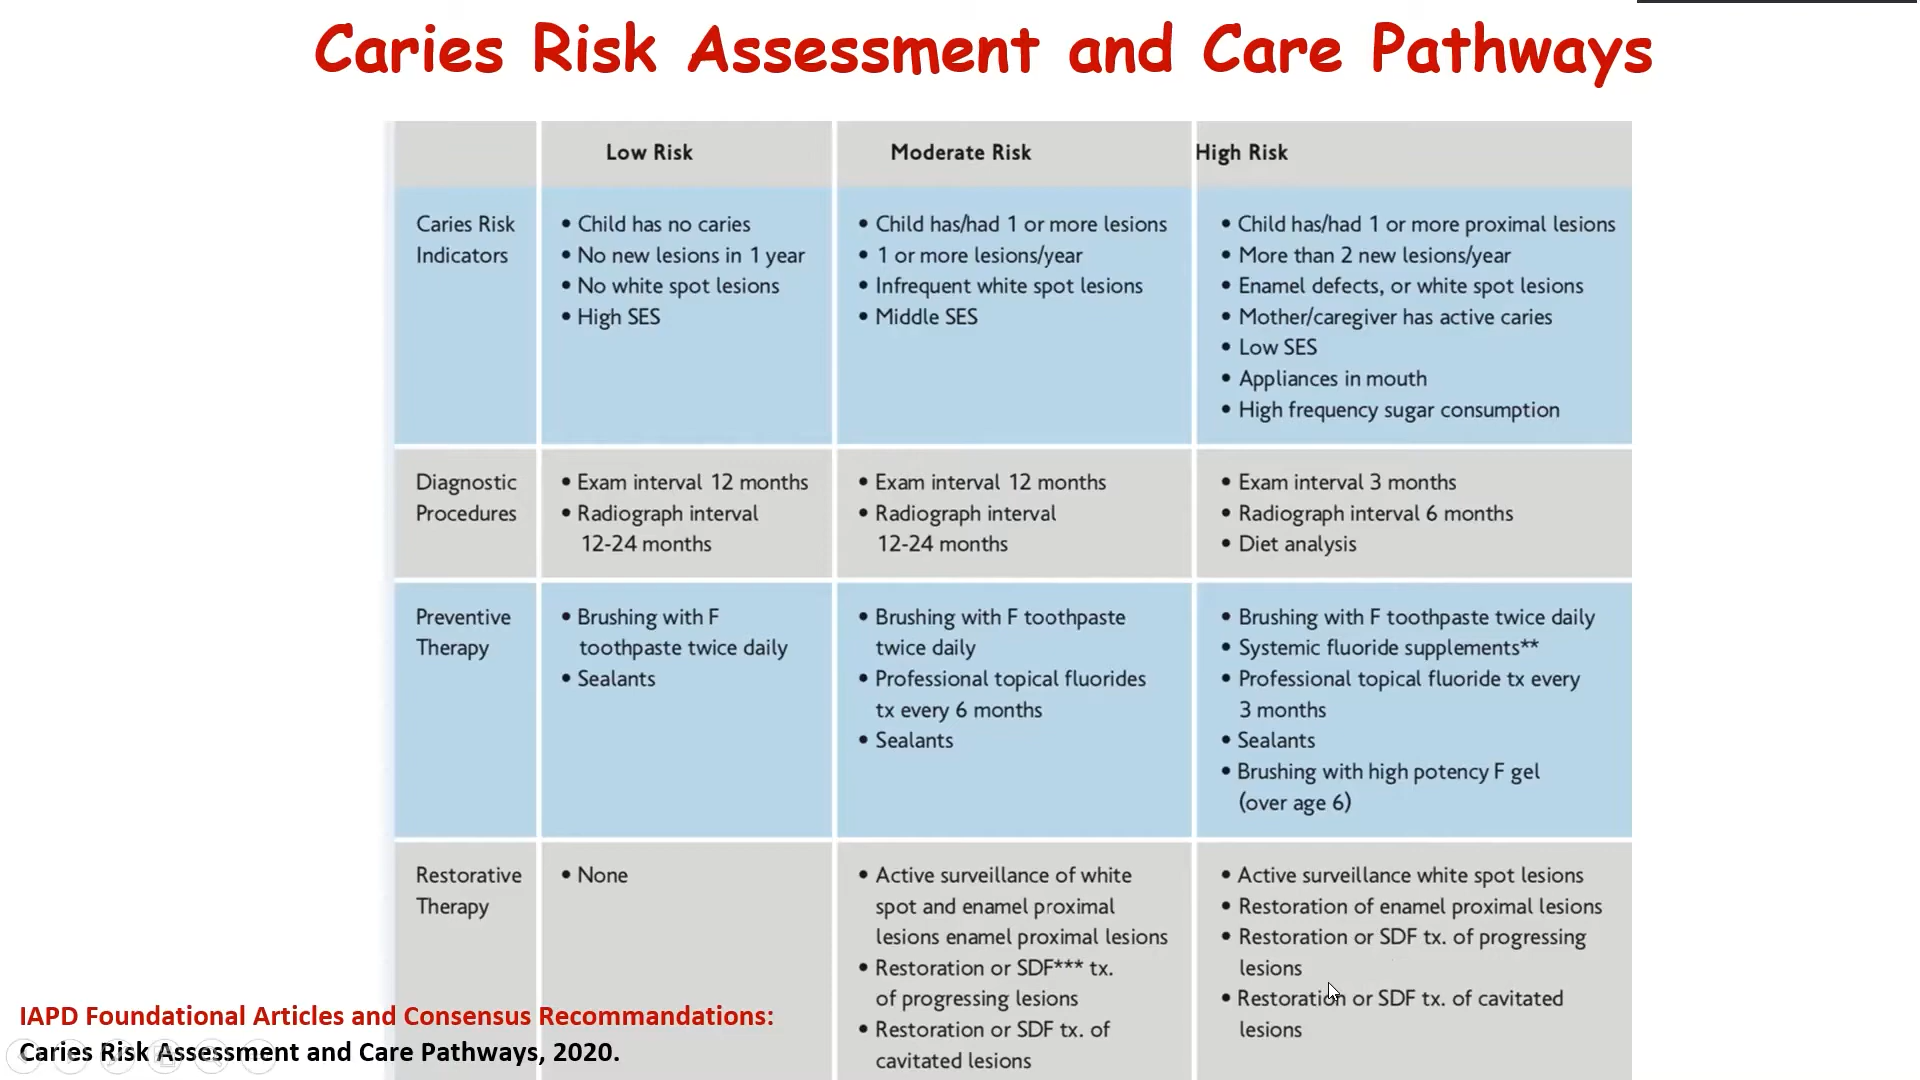 Caries Risk Assessment and Care Pathways
Low Risk
Moderate Risk
High Risk
Caries Risk
Indicators
• Child has no caries
• No new lesions in 1 year
• No white spot lesions
• High SES
• Child has/had 1 or more lesions
• 1 or more lesions/year
• Infrequent white spot lesions
• Middle SES
• Child has/had 1 or more proximal lesions
• More than 2 new lesions/year
• Enamel defects, or white spot lesions
• Mother/caregiver has active caries
• Low SES
• Appliances in mouth
• High frequency sugar consumption
Diagnostic
Procedures
• Exam interval 12 months
• Radiograph interval
12-24 months
• Exam interval 12 months
• Radiograph interval
12-24 months
• Exam interval 3 months
• Radiograph interval 6 months
• Diet analysis
Preventive
Therapy
• Brushing with F
toothpaste twice daily
• Sealants
• Brushing with F toothpaste
twice daily
• Professional topical fluorides
tx every 6 months
• Sealants
• Brushing with F toothpaste twice daily
• Systemic fluoride supplements**
• Professional topical fluoride tx every
3 months
• Sealants
• Brushing with high potency F gel
(over age 6)
Restorative
Therapy
• None
• Active surveillance of white
spot and enamel proximal
lesions enamel proximal lesions
• Restoration or SDF*** tx.
of progressing lesions
• Restoration or SDF tx. of
cavitated lesions
• Active surveillance white spot lesions
• Restoration of enamel proximal lesions
• Restoration or SDF tx. of progressing
lesions
• Restoration or SDF tx. of cavitated
lesions
IAPD Foundational Articles and Consensus Recommandations:
Caries Risk Assessment and Care Pathways, 2020.